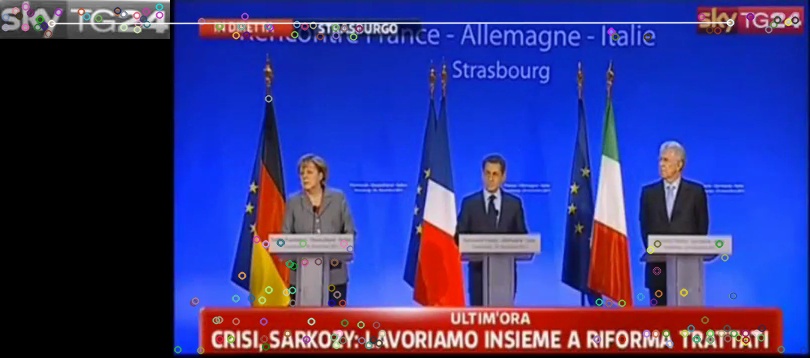 sky TG24
IN DIRETTA STRASBURGO
sky TG24
Rencontre France - Allemagne - Italie
Strasbourg
ULTIM'ORA
CRISI, SARKOZY: LAVORIAMO INSIEME A RIFORMA TRATTATI